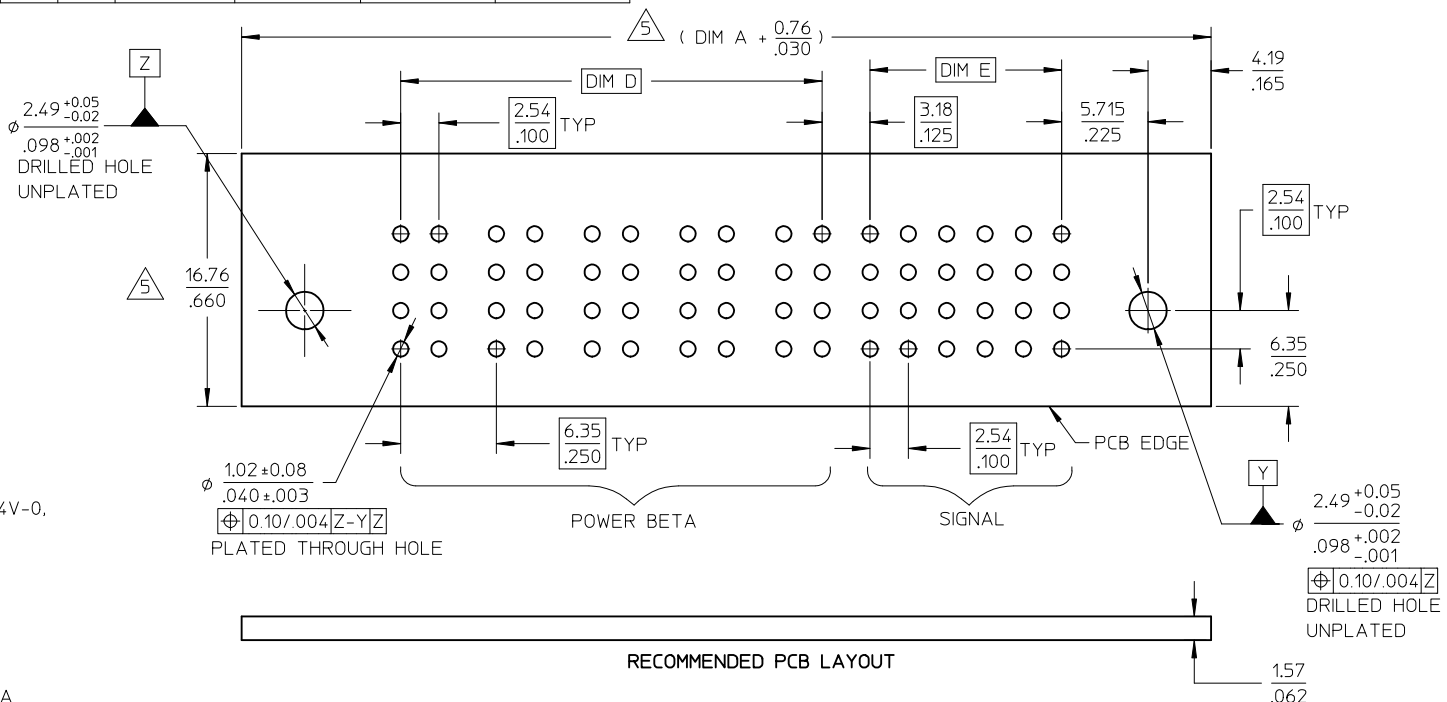 5 ( DIM A + 0.76 / .030 )
Z
DIM D
DIM E
4.19
.165
⌀ 2.49 +0.05 -0.02
.098 +.002 -.001
DRILLED HOLE
UNPLATED
2.54
.100 TYP
3.18
.125
5.715
.225
2.54
.100 TYP
5
16.76
.660
6.35
.250
6.35
.250 TYP
2.54
.100 TYP
PCB EDGE
⌀ 1.02 ±0.08
.040 ±.003
⌖ 0.10/.004 Z-Y Z
PLATED THROUGH HOLE
POWER BETA
SIGNAL
Y
⌀ 2.49 +0.05 -0.02
.098 +.002 -.001
⌖ 0.10/.004 Z
DRILLED HOLE
UNPLATED
4V-0,
RECOMMENDED PCB LAYOUT
1.57
.062
A